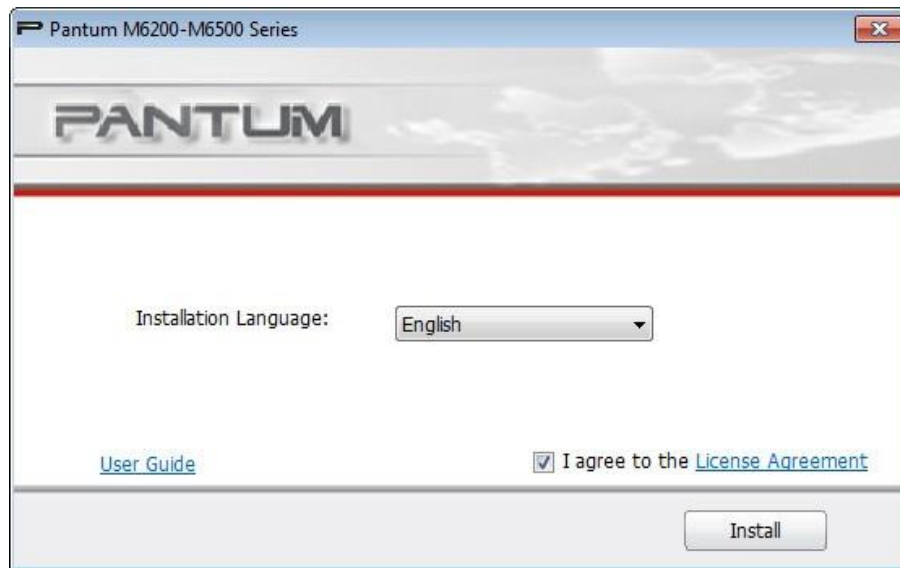 Pantum M6200-M6500 Series
PANTUM
Installation Language:
English
User Guide
I agree to the License Agreement
Install